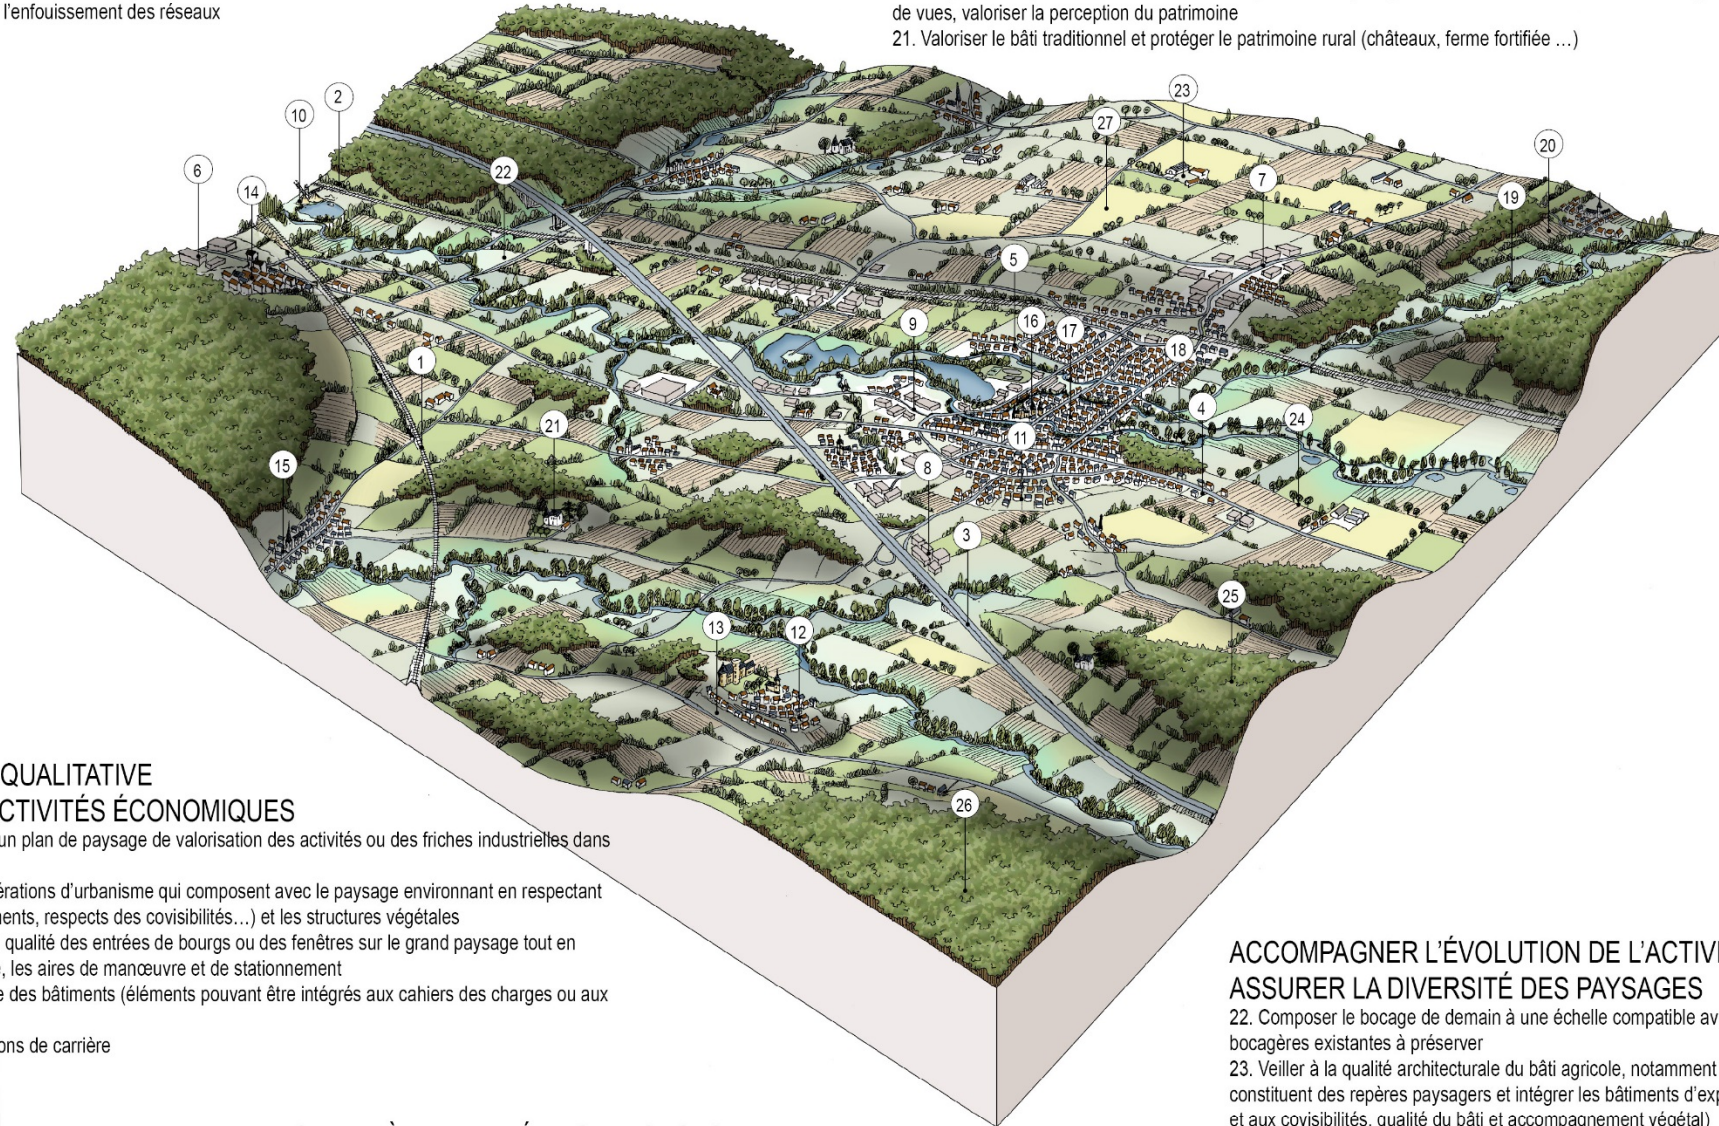 l'enfouissement des réseaux
de vues, valoriser la perception du patrimoine
21. Valoriser le bâti traditionnel et protéger le patrimoine rural (châteaux, ferme fortifiée ...)
23
2
27
10
20
6
22
7
14
19
5
9
16
17
18
1
4
24
21
11
15
8
3
25
13
12
26
QUALITATIVE
CTIVITÉS ÉCONOMIQUES
un plan de paysage de valorisation des activités ou des friches industrielles dans
érations d'urbanisme qui composent avec le paysage environnant en respectant
ments, respects des covisibilités...) et les structures végétales
qualité des entrées de bourgs ou des fenêtres sur le grand paysage tout en
, les aires de manœuvre et de stationnement
e des bâtiments (éléments pouvant être intégrés aux cahiers des charges ou aux
ons de carrière
ACCOMPAGNER L'ÉVOLUTION DE L'ACTIVI
ASSURER LA DIVERSITÉ DES PAYSAGES
22. Composer le bocage de demain à une échelle compatible av
bocagères existantes à préserver
23. Veiller à la qualité architecturale du bâti agricole, notamment
constituent des repères paysagers et intégrer les bâtiments d'exp
et aux covisibilités, qualité du bâti et accompagnement végétal)